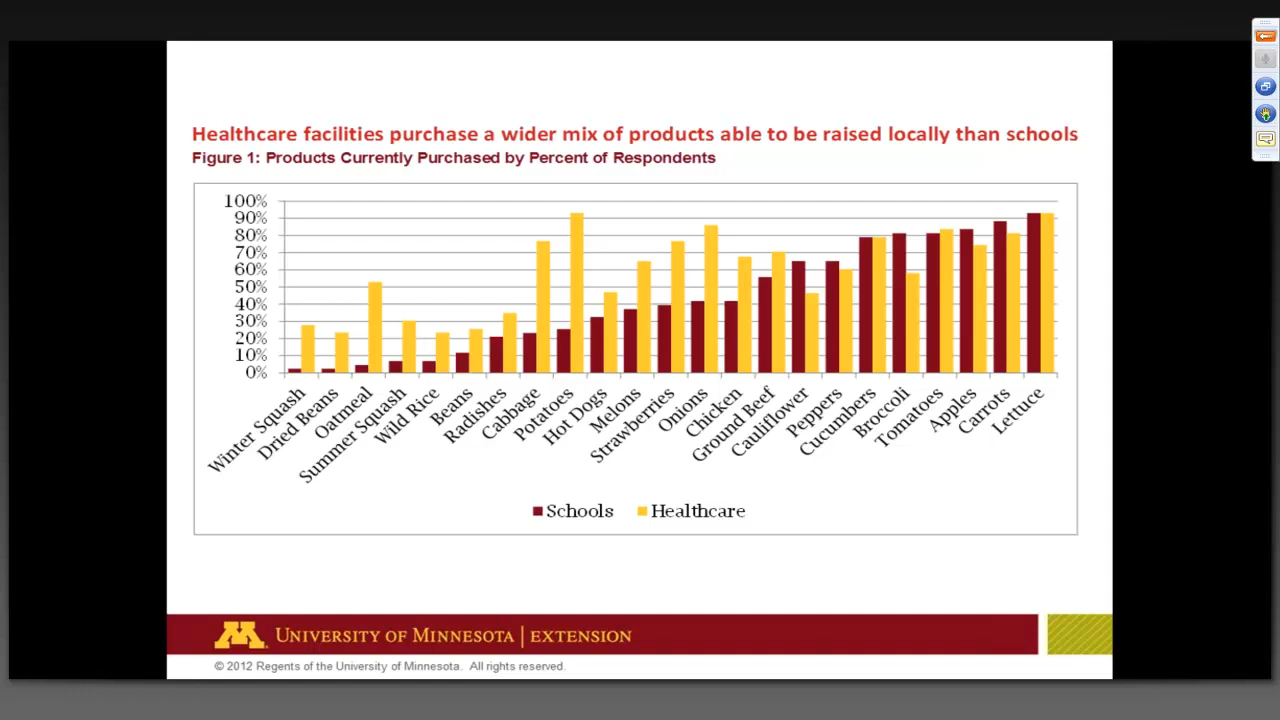 Healthcare facilities purchase a wider mix of products able to be raised locally than schools
Figure 1: Products Currently Purchased by Percent of Respondents
100%
90%
80%
70%
60%
50%
40%
30%
20%
10%
0%
Winter Squash
Dried Beans
Oatmeal
Summer Squash
Wild Rice
Beans
Radishes
Cabbage
Potatoes
Hot Dogs
Melons
Strawberries
Onions
Chicken
Ground Beef
Cauliflower
Peppers
Cucumbers
Broccoli
Tomatoes
Apples
Carrots
Lettuce
Schools Healthcare
M UNIVERSITY OF MINNESOTA | EXTENSION
© 2012 Regents of the University of Minnesota. All rights reserved.